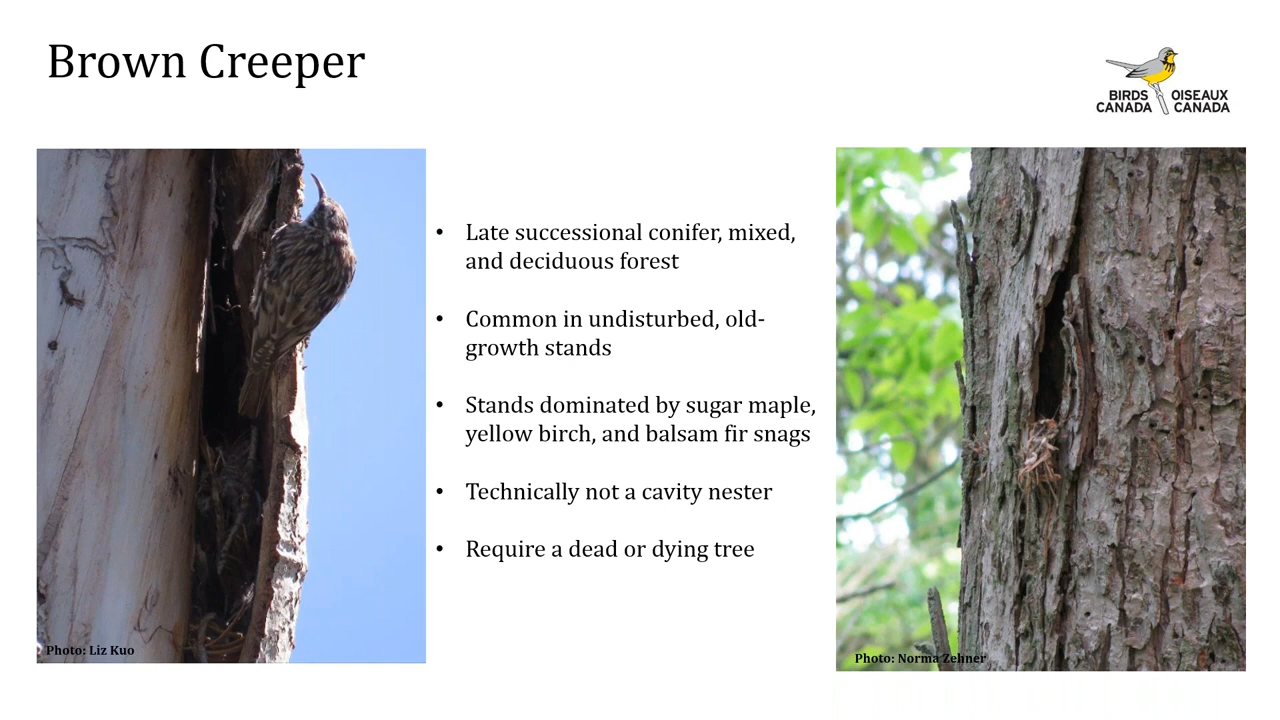 Brown Creeper
BIRDS OISEAUX
CANADA CANADA
• Late successional conifer, mixed,
and deciduous forest
• Common in undisturbed, old-
growth stands
• Stands dominated by sugar maple,
yellow birch, and balsam fir snags
• Technically not a cavity nester
• Require a dead or dying tree
Photo: Liz Kuo
Photo: Norma Zehner